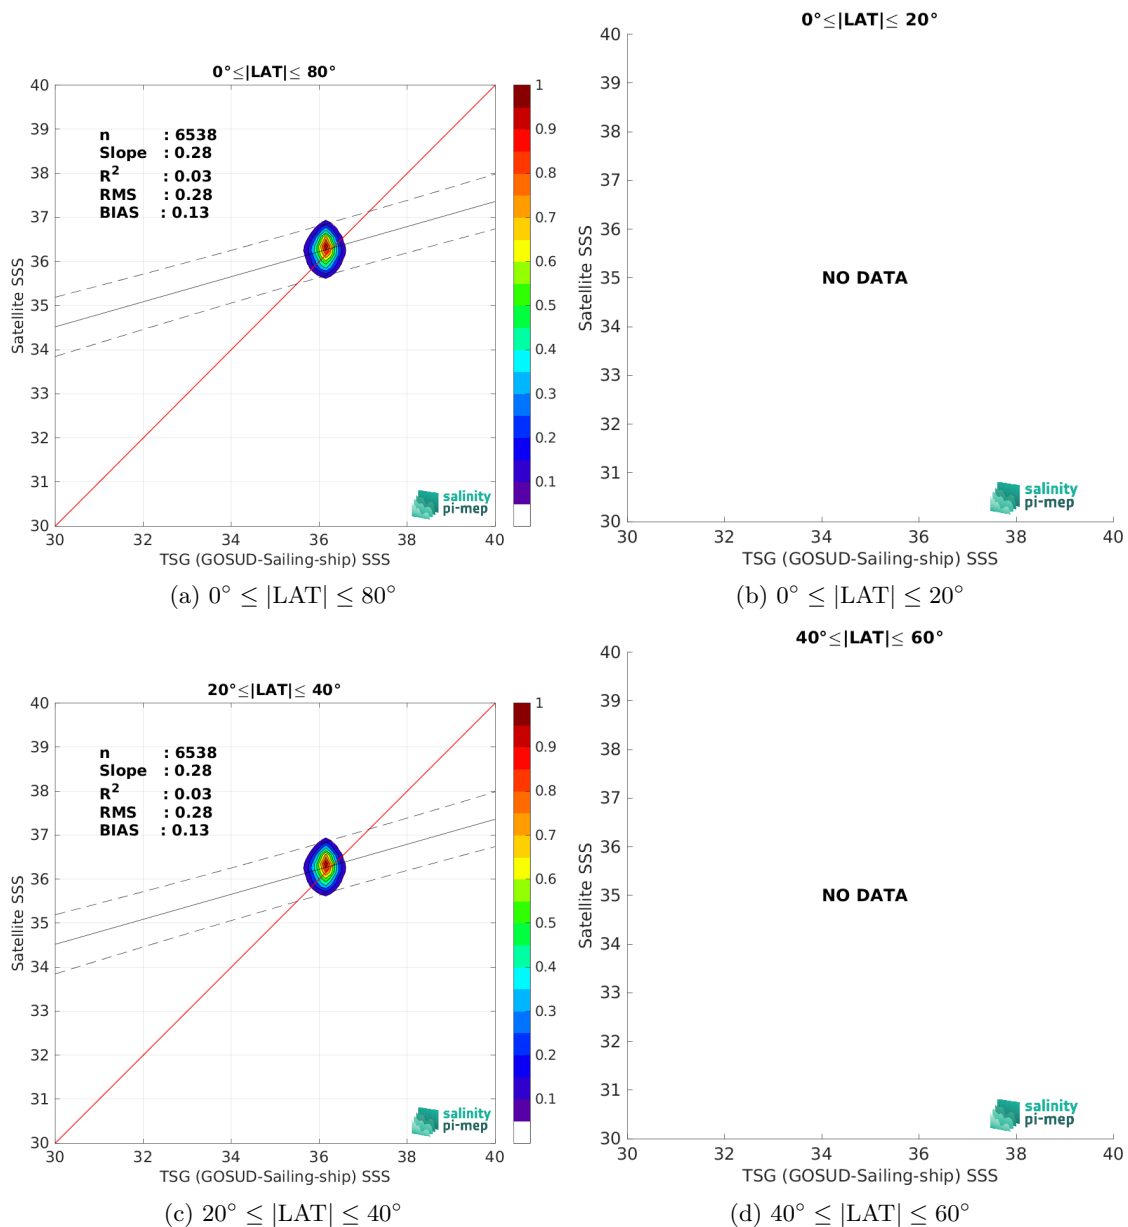 0°≤|LAT|≤ 80°
40
39
38
37
36
35
34
33
32
31
30
Satellite SSS
n : 6538
Slope : 0.28
R² : 0.03
RMS : 0.28
BIAS : 0.13
1
0.9
0.8
0.7
0.6
0.5
0.4
0.3
0.2
0.1
salinity
pi-mep
30 32 34 36 38 40
TSG (GOSUD-Sailing-ship) SSS
(a) 0° ≤ |LAT| ≤ 80°
0°≤|LAT|≤ 20°
40
39
38
37
36
35
34
33
32
31
30
Satellite SSS
NO DATA
salinity
pi-mep
30 32 34 36 38 40
TSG (GOSUD-Sailing-ship) SSS
(b) 0° ≤ |LAT| ≤ 20°
20°≤|LAT|≤ 40°
40
39
38
37
36
35
34
33
32
31
30
Satellite SSS
n : 6538
Slope : 0.28
R² : 0.03
RMS : 0.28
BIAS : 0.13
1
0.9
0.8
0.7
0.6
0.5
0.4
0.3
0.2
0.1
salinity
pi-mep
30 32 34 36 38 40
TSG (GOSUD-Sailing-ship) SSS
(c) 20° ≤ |LAT| ≤ 40°
40°≤|LAT|≤ 60°
40
39
38
37
36
35
34
33
32
31
30
Satellite SSS
NO DATA
salinity
pi-mep
30 32 34 36 38 40
TSG (GOSUD-Sailing-ship) SSS
(d) 40° ≤ |LAT| ≤ 60°